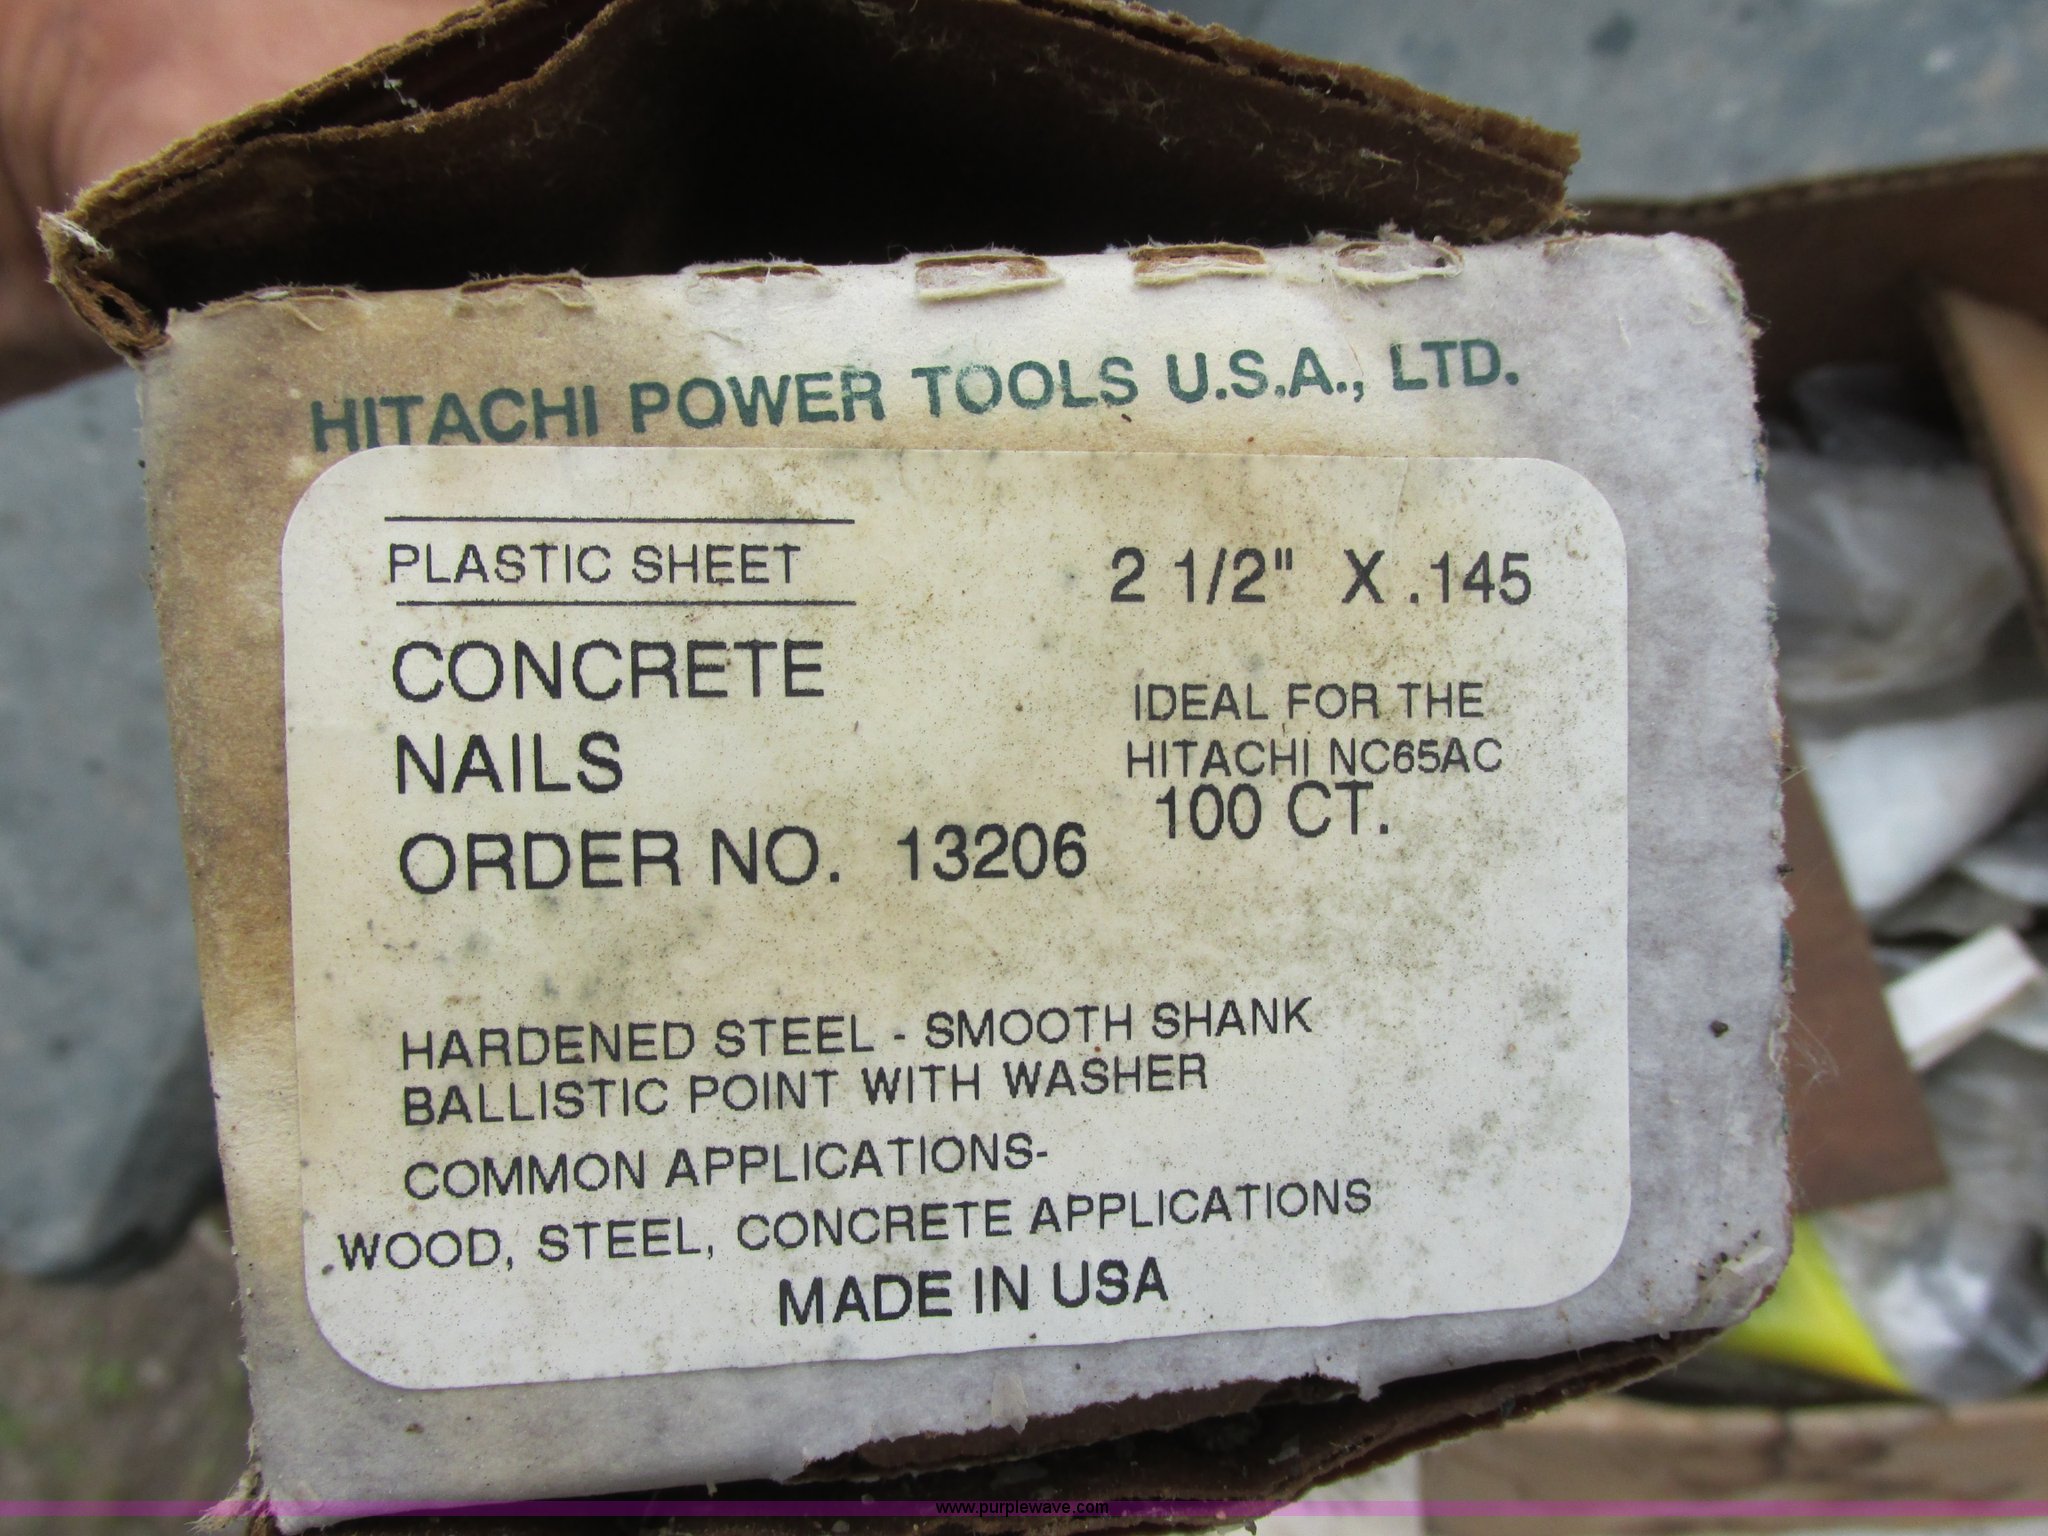 HITACHI POWER TOOLS U.S.A., LTD.
PLASTIC SHEET
2 1/2" X .145
CONCRETE
NAILS
ORDER NO. 13206
IDEAL FOR THE
HITACHI NC65AC
100 CT.
HARDENED STEEL - SMOOTH SHANK
BALLISTIC POINT WITH WASHER
COMMON APPLICATIONS-
WOOD, STEEL, CONCRETE APPLICATIONS
MADE IN USA
www.purplewave.com